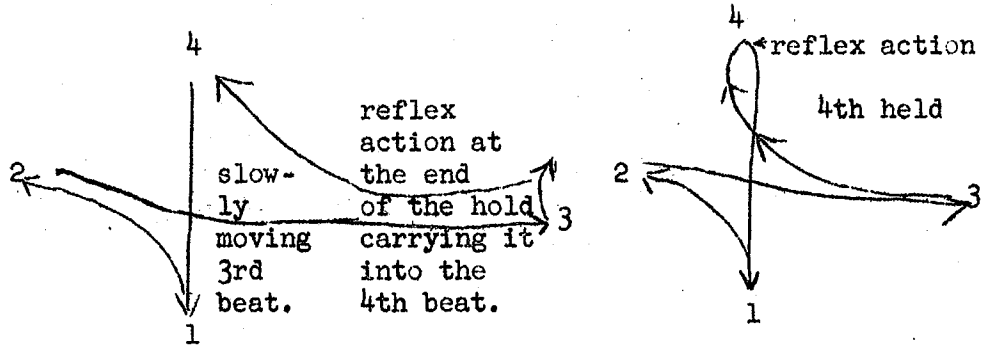 4
2
slow-
ly
moving
3rd
beat.
reflex
action at
the end
of the hold
carrying it
into the
4th beat.
3
1
4
reflex action
4th held
2
3
1